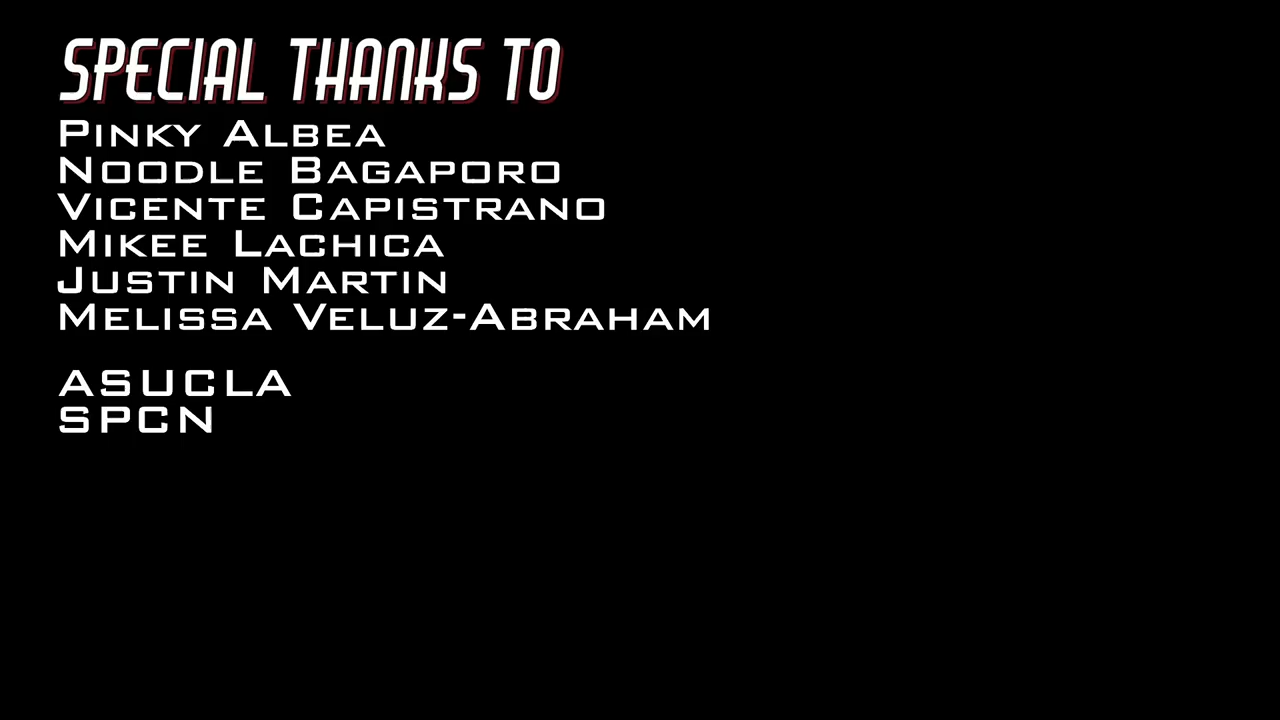 SPECIAL THANKS TO
PINKY ALBEA
NOODLE BAGAPORO
VICENTE CAPISTRANO
MIKEE LACHICA
JUSTIN MARTIN
MELISSA VELUZ-ABRAHAM
ASUCLA
SPCN